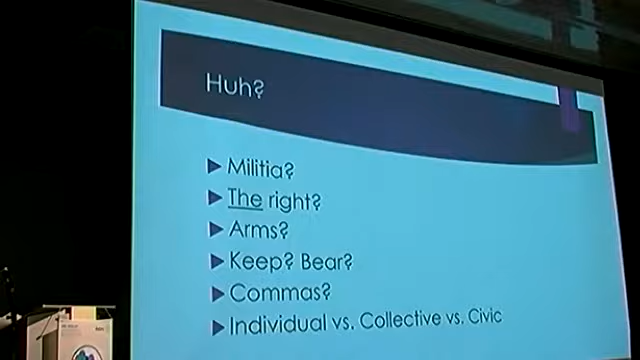 Huh?
Militia?
The right?
Arms?
Keep? Bear?
Commas?
Individual vs. Collective vs. Civic